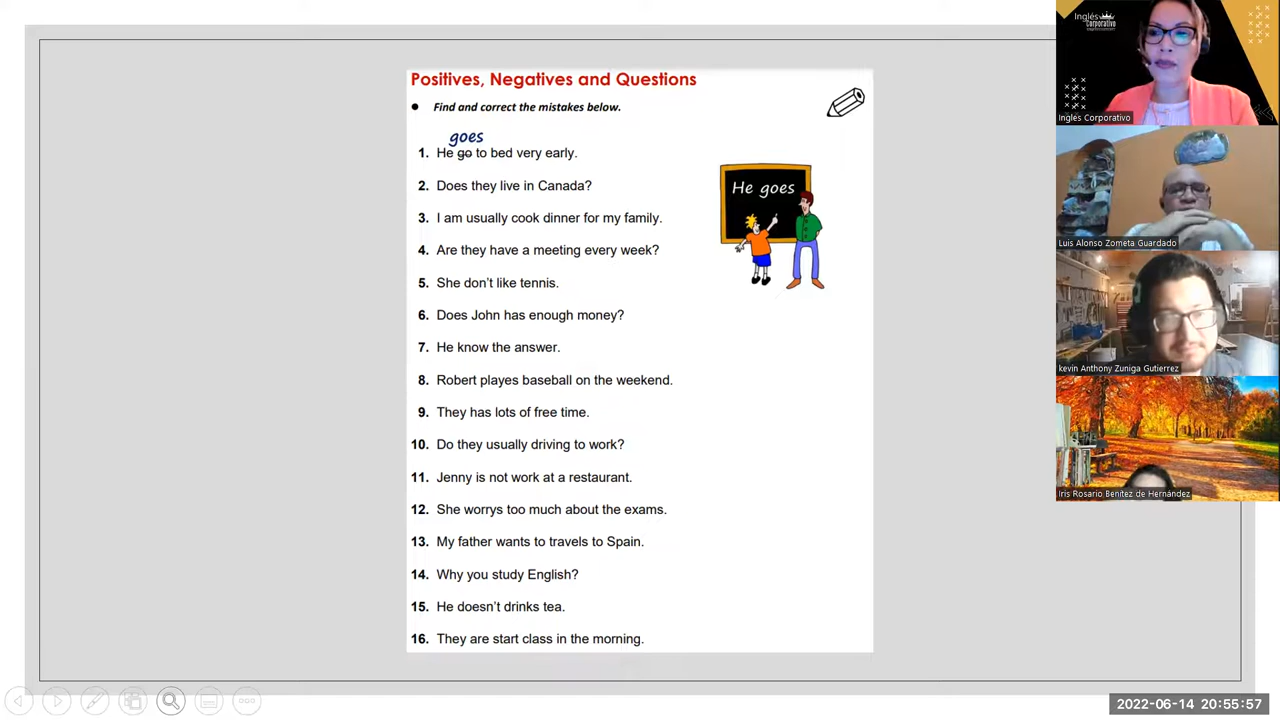 Positives, Negatives and Questions
● Find and correct the mistakes below.
goes
1. He go to bed very early.
2. Does they live in Canada?
3. I am usually cook dinner for my family.
4. Are they have a meeting every week?
5. She don't like tennis.
6. Does John has enough money?
7. He know the answer.
8. Robert playes baseball on the weekend.
9. They has lots of free time.
10. Do they usually driving to work?
11. Jenny is not work at a restaurant.
12. She worrys too much about the exams.
13. My father wants to travels to Spain.
14. Why you study English?
15. He doesn't drinks tea.
16. They are start class in the morning.
He goes
Inglés
Corporativo
Inglés Corporativo
Luis Alonso Zometa Guardado
kevin Anthony Zuniga Gutierrez
Iris Rosario Benítez de Hernández
2022-06-14 20:55:57